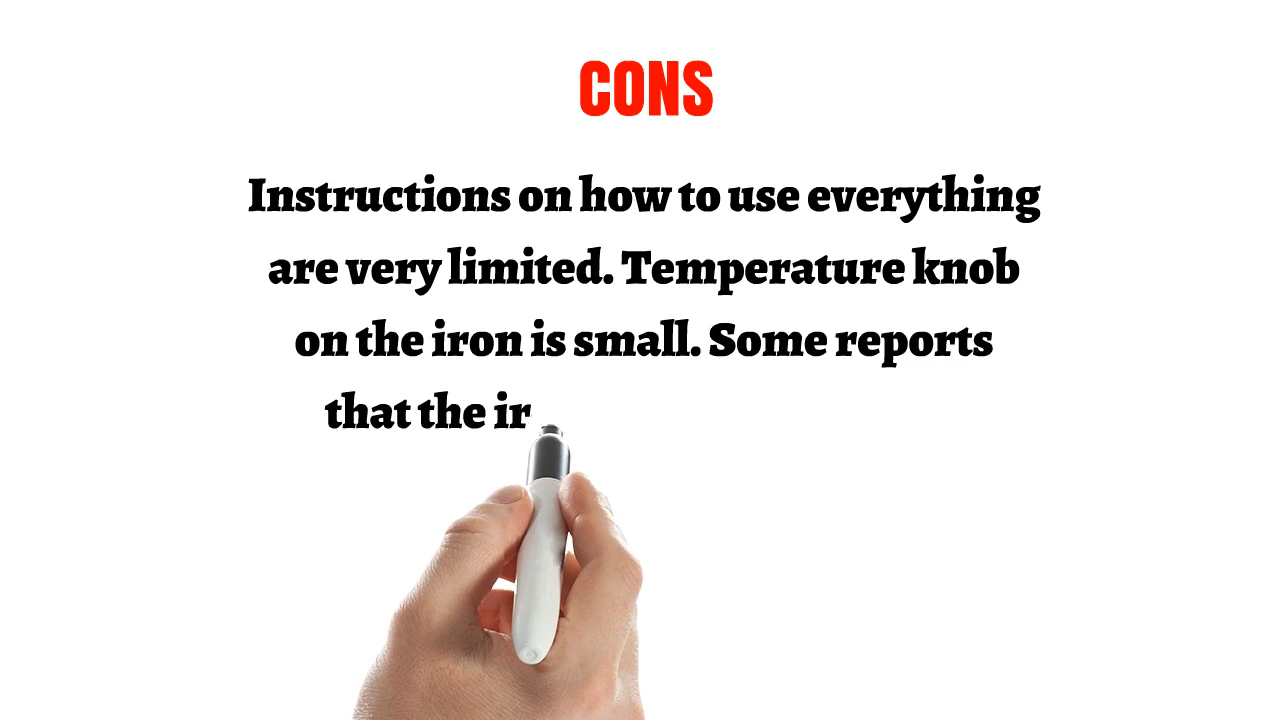 CONS
Instructions on how to use everything
are very limited. Temperature knob
on the iron is small. Some reports
that the ir